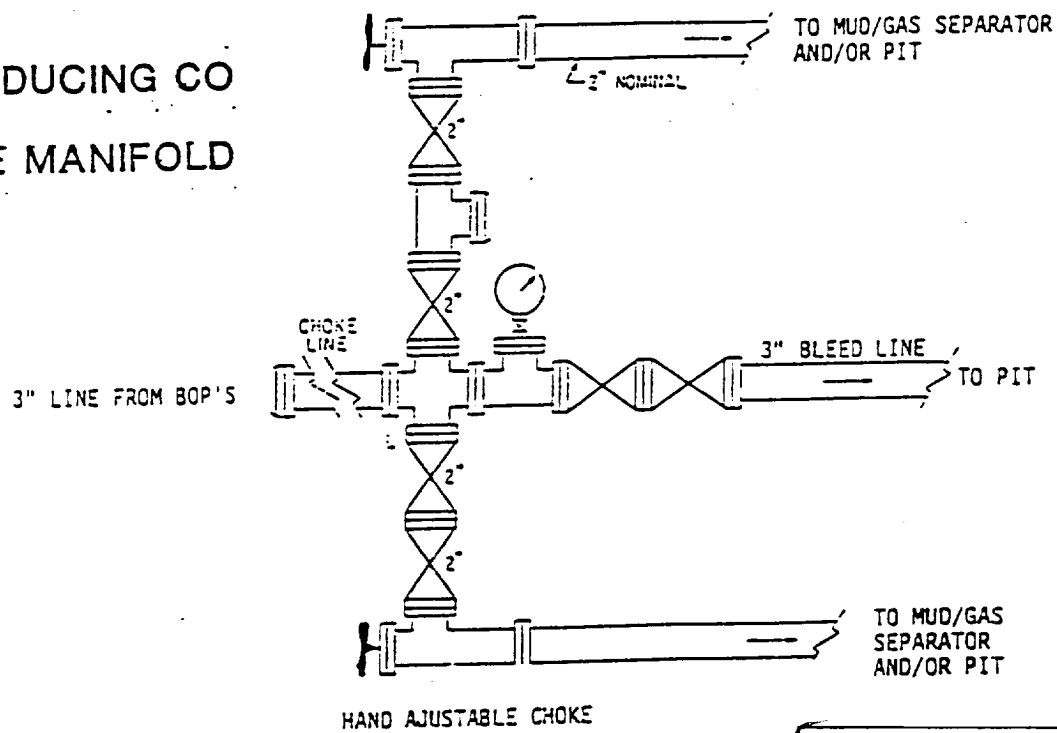 DUCING CO
E MANIFOLD
TO MUD/GAS SEPARATOR
AND/OR PIT
2" NOMINAL
2"
2"
CHOKE
LINE
3" LINE FROM BOP'S
3" BLEED LINE
TO PIT
2"
2"
TO MUD/GAS
SEPARATOR
AND/OR PIT
HAND AJUSTABLE CHOKE